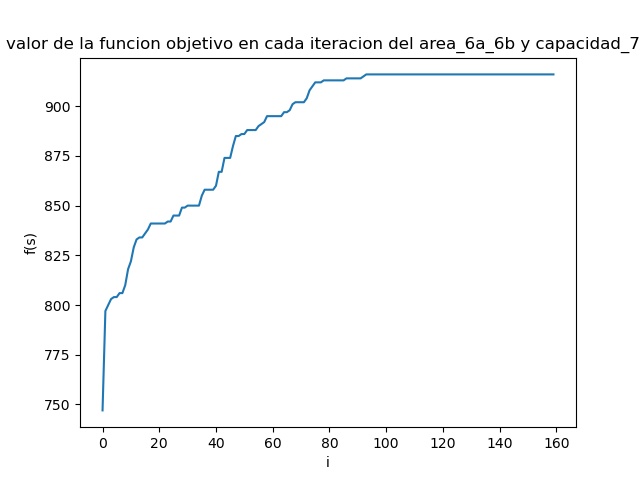 valor de la funcion objetivo en cada iteracion del area_6a_6b y capacidad_7
900
875
850
825
800
775
750
f(s)
0 20 40 60 80 100 120 140 160
i